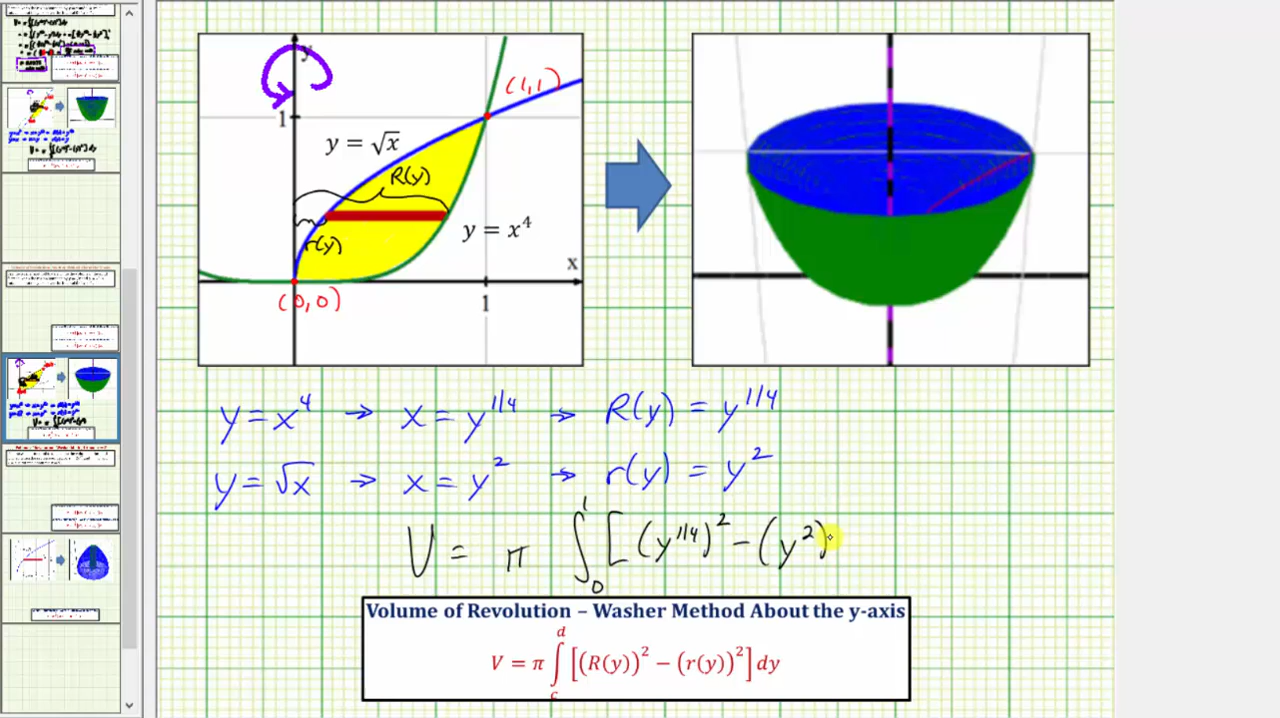 y
(1,1)
1
y = √x
R(y)
r(y)
y = x⁴
x
(0,0)
1
y = x⁴ → x = y^1/4 → R(y) = y^1/4
y = √x → x = y² → r(y) = y²
V = π ∫₀¹ [(y^1/4)² − (y²)
Volume of Revolution – Washer Method About the y-axis
V = π ∫_c^d [(R(y))² − (r(y))²] dy